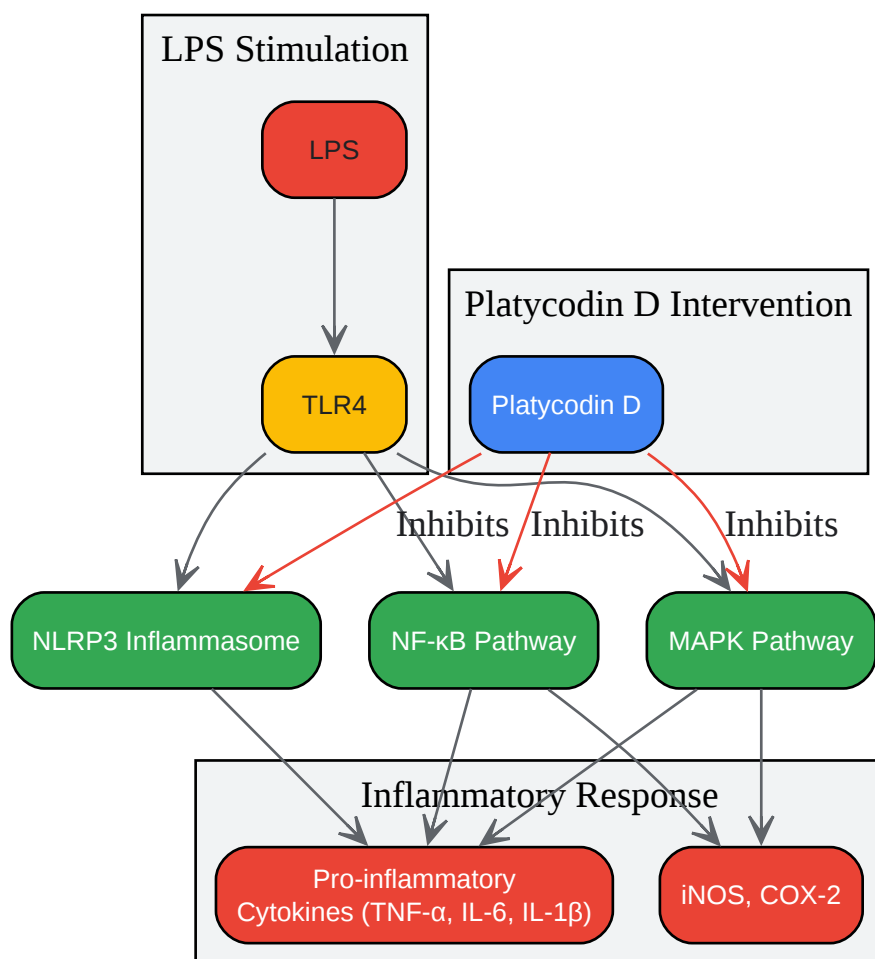 LPS Stimulation
LPS
Platycodin D Intervention
TLR4
Platycodin D
Inhibits
Inhibits
Inhibits
NLRP3 Inflammasome
NF-κB Pathway
MAPK Pathway
Inflammatory Response
Pro-inflammatory
Cytokines (TNF-α, IL-6, IL-1β)
iNOS, COX-2